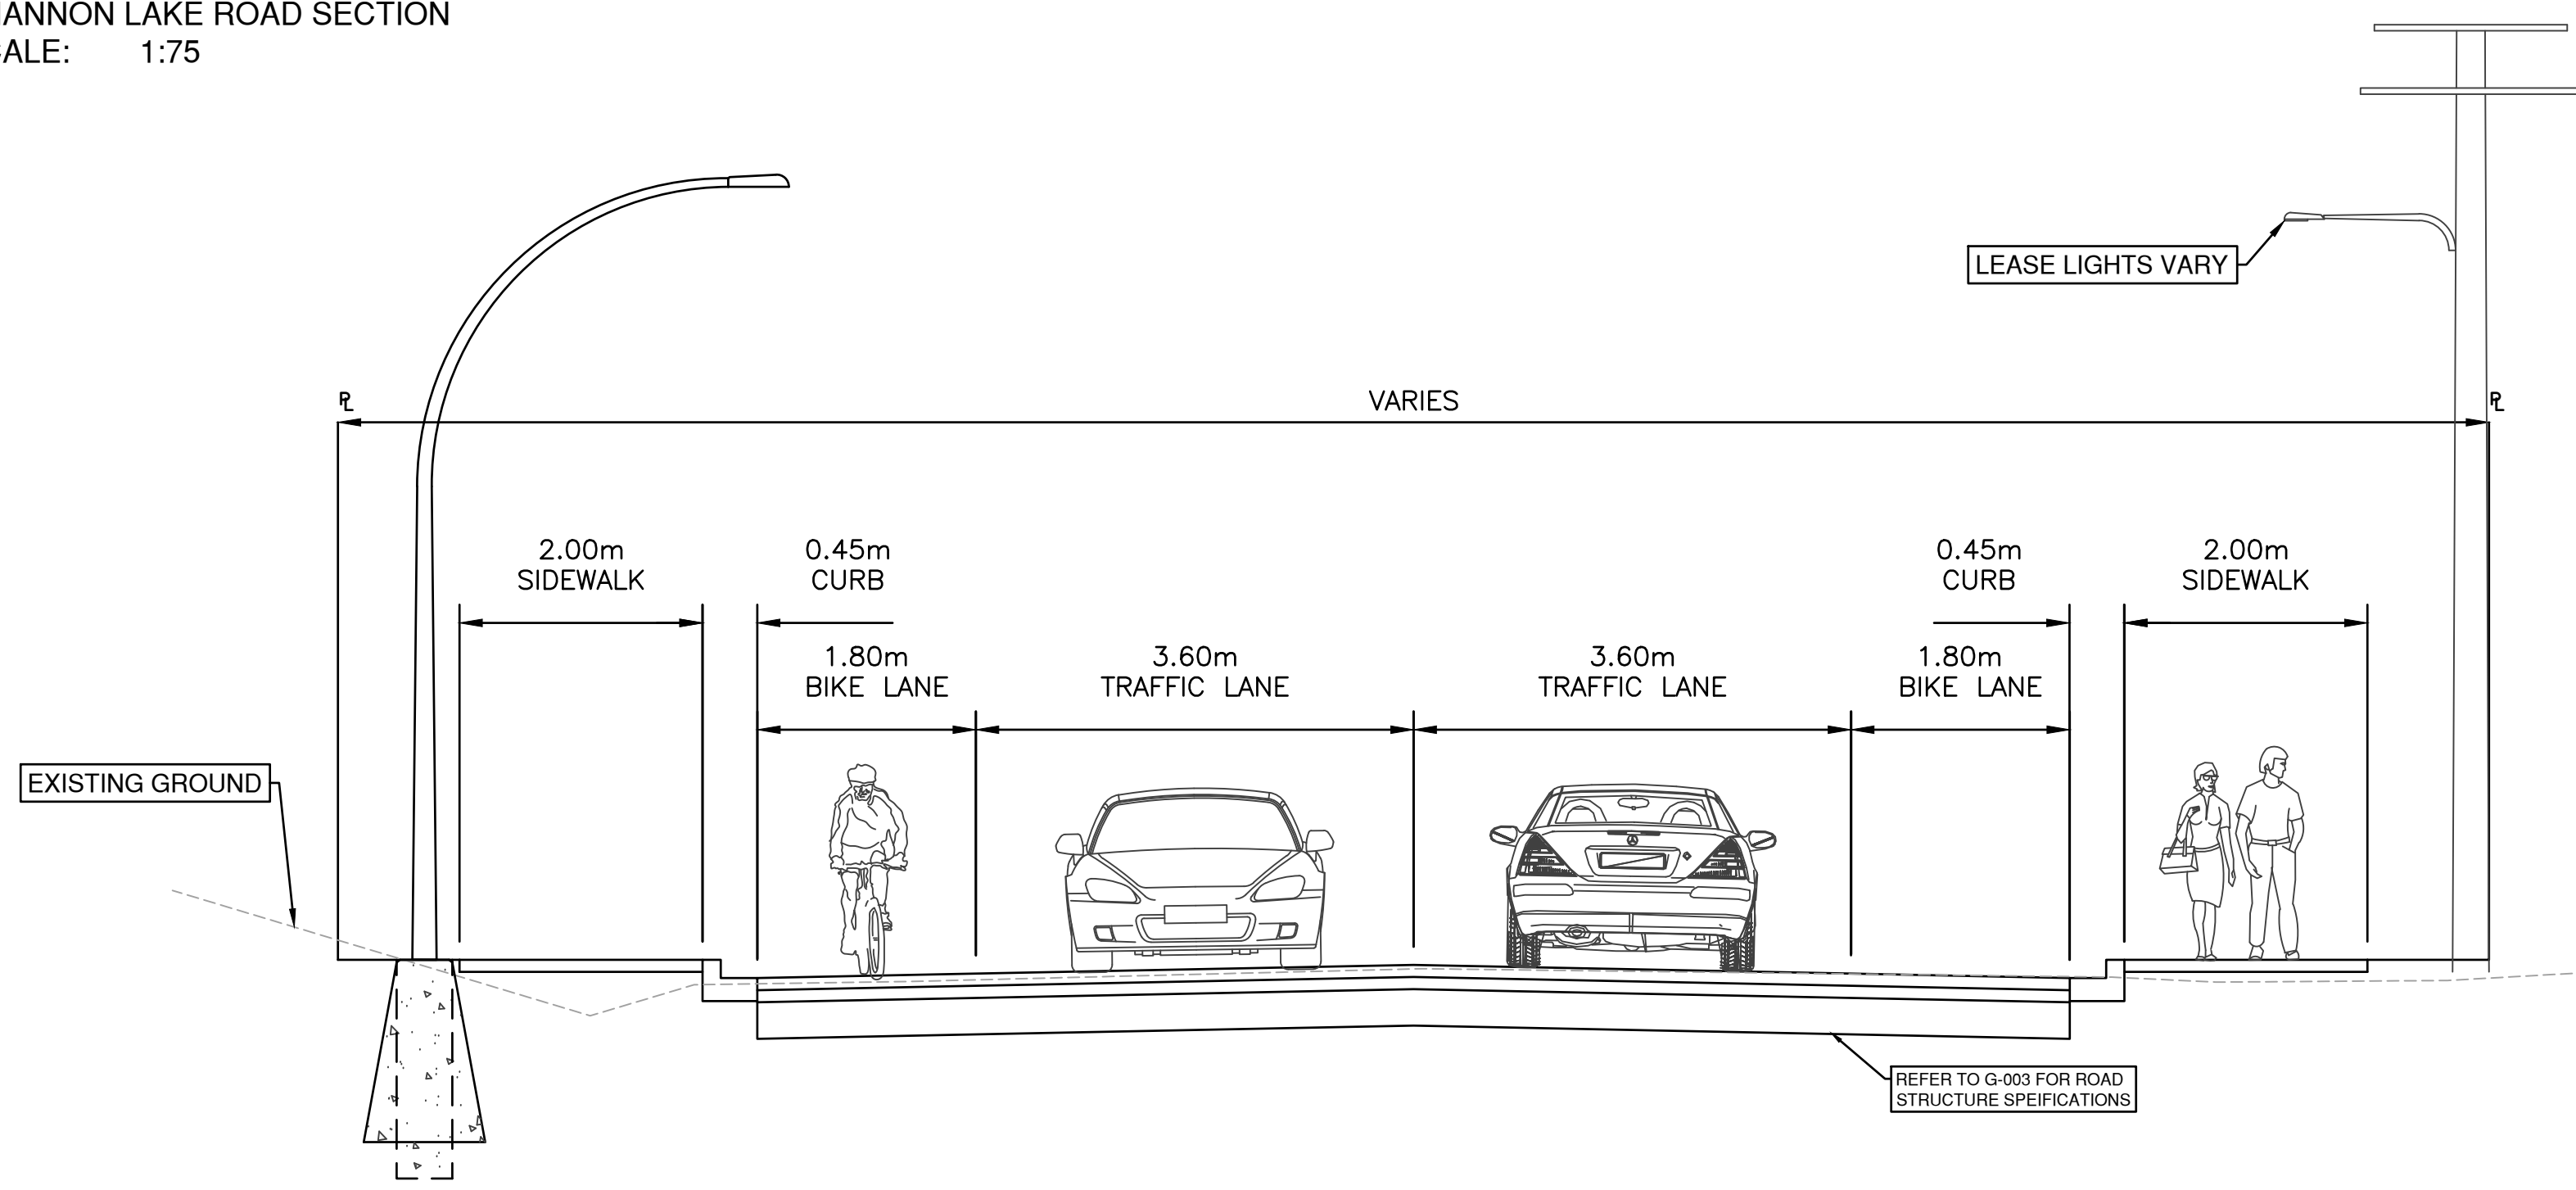 HANNON LAKE ROAD SECTION
CALE: 1:75
LEASE LIGHTS VARY
PL
VARIES
PL
2.00m
SIDEWALK
0.45m
CURB
0.45m
CURB
2.00m
SIDEWALK
1.80m
BIKE LANE
3.60m
TRAFFIC LANE
3.60m
TRAFFIC LANE
1.80m
BIKE LANE
EXISTING GROUND
REFER TO G-003 FOR ROAD
STRUCTURE SPEIFICATIONS